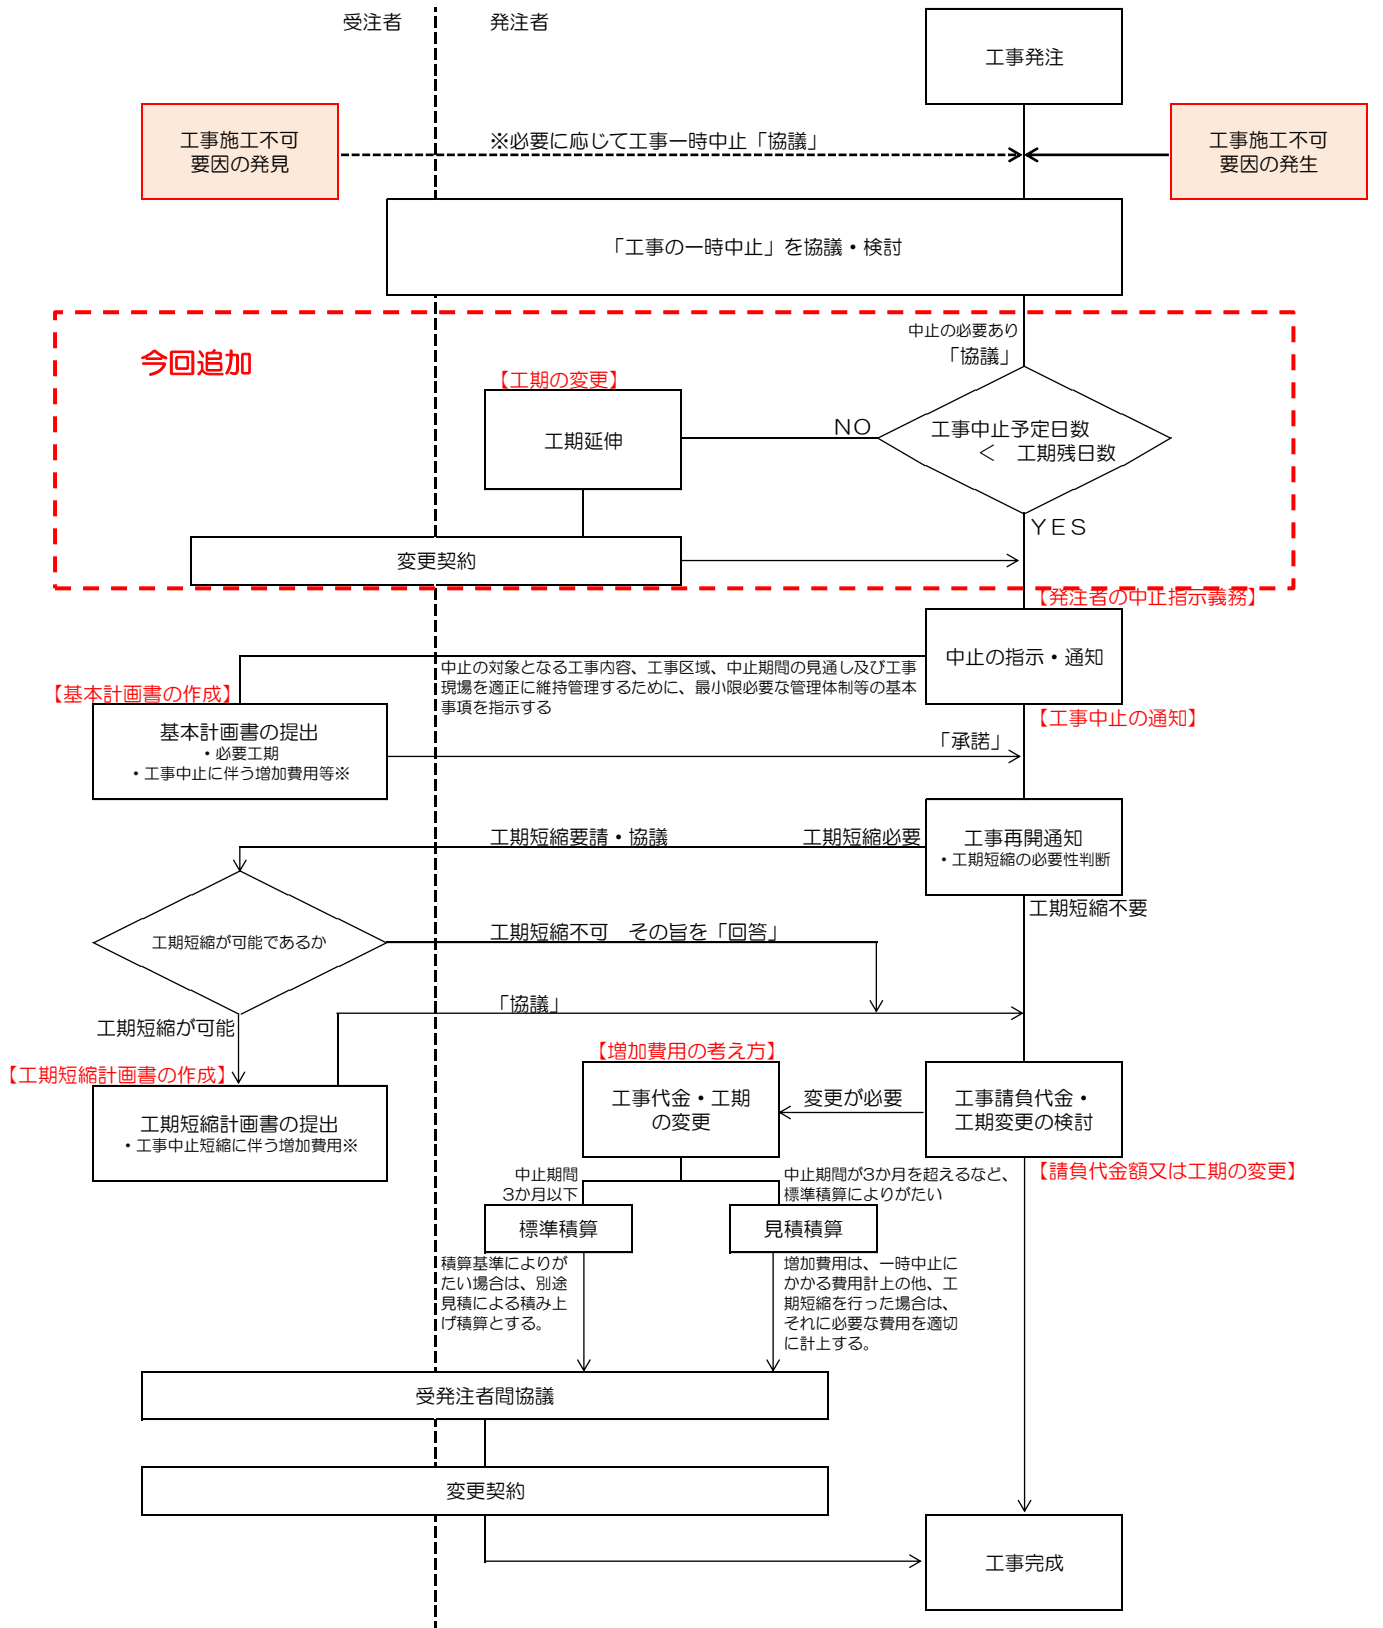 受注者
発注者
工事発注
工事施工不可
要因の発見
※必要に応じて工事一時中止「協議」
工事施工不可
要因の発生
「工事の一時中止」を協議・検討
今回追加
中止の必要あり
「協議」
【工期の変更】
工期延伸
NO
工事中止予定日数
＜　工期残日数
YES
変更契約
【発注者の中止指示義務】
中止の指示・通知
中止の対象となる工事内容、工事区域、中止期間の見通し及び工事
現場を適正に維持管理するために、最小限必要な管理体制等の基本
事項を指示する
【基本計画書の作成】
【工事中止の通知】
基本計画書の提出
・必要工期
・工事中止に伴う増加費用等※
「承諾」
工期短縮要請・協議
工期短縮必要
工事再開通知
・工期短縮の必要性判断
工期短縮不要
工期短縮が可能であるか
工期短縮不可　その旨を「回答」
「協議」
工期短縮が可能
【工期短縮計画書の作成】
工期短縮計画書の提出
・工事中止短縮に伴う増加費用※
【増加費用の考え方】
工事代金・工期
の変更
変更が必要
工事請負代金・
工期変更の検討
【請負代金額又は工期の変更】
中止期間
3か月以下
中止期間が3か月を超えるなど、
標準積算によりがたい
標準積算
見積積算
積算基準によりが
たい場合は、別途
見積による積み上
げ積算とする。
増加費用は、一時中止に
かかる費用計上の他、工
期短縮を行った場合は、
それに必要な費用を適切
に計上する。
受発注者間協議
変更契約
工事完成